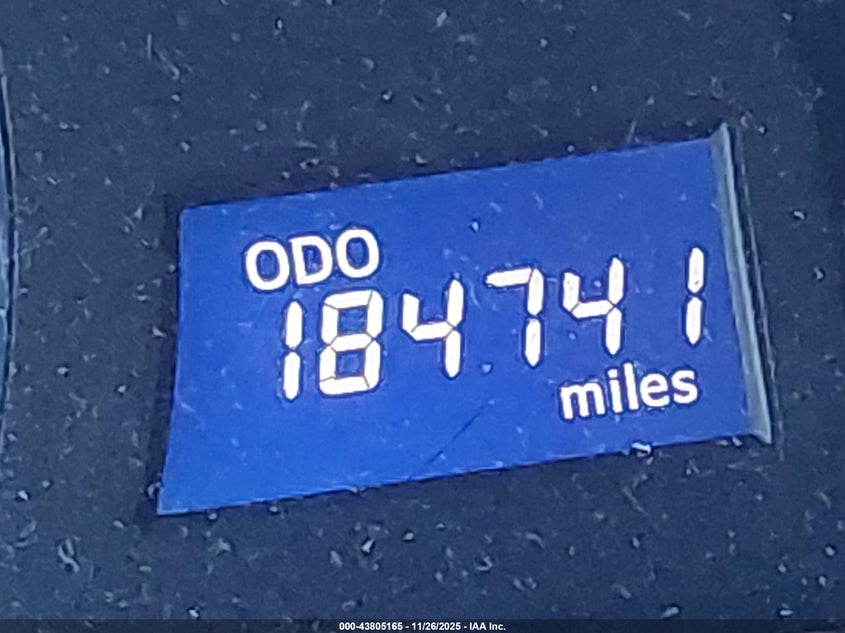 ODO
184741
miles
000-43805165 - 11/26/2025 - IAA Inc.